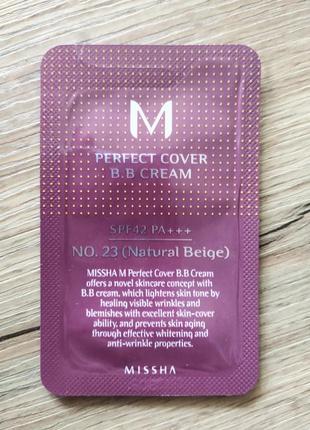 M
PERFECT COVER
B.B CREAM
SPF42 PA+++
NO. 23 (Natural Beige)
MISSHA M Perfect Cover B.B Cream
offers a novel skincare concept with
B.B cream, which lightens skin tone by
healing visible wrinkles and
blemishes with excellent skin-cover
ability, and prevents skin aging
through effective whitening and
anti-wrinkle properties.
MISSHA